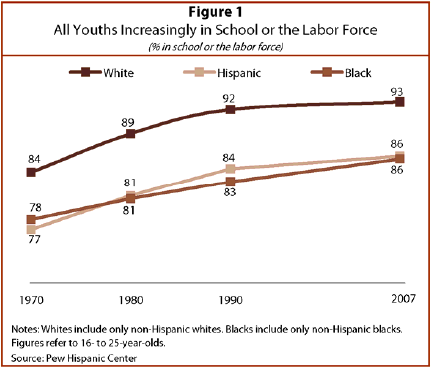 Figure 1
All Youths Increasingly in School or the Labor Force
(% in school or the labor force)
White Hispanic Black
84 89 92 93
78 81 84 86
77 81 83 86
1970 1980 1990 2007
Notes: Whites include only non-Hispanic whites. Blacks include only non-Hispanic blacks.
Figures refer to 16- to 25-year-olds.
Source: Pew Hispanic Center